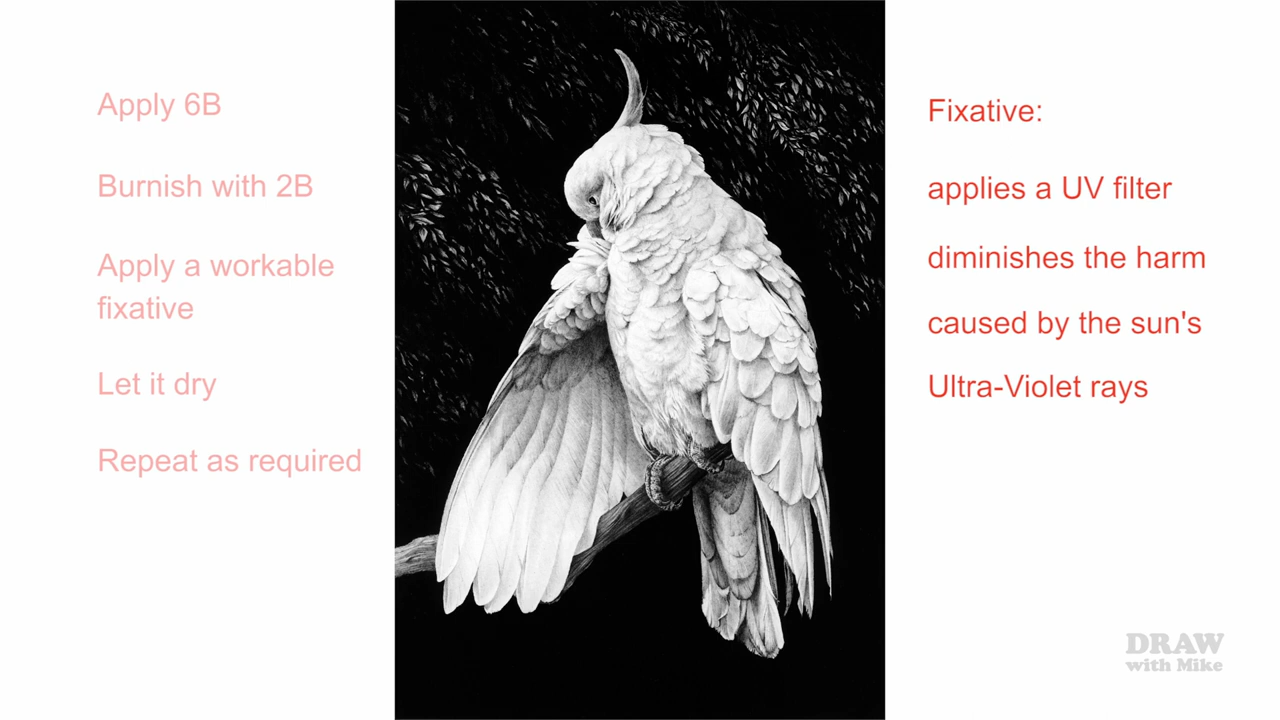 Apply 6B
Burnish with 2B
Apply a workable
fixative
Let it dry
Repeat as required
Fixative:
applies a UV filter
diminishes the harm
caused by the sun's
Ultra-Violet rays
DRAW
with Mike